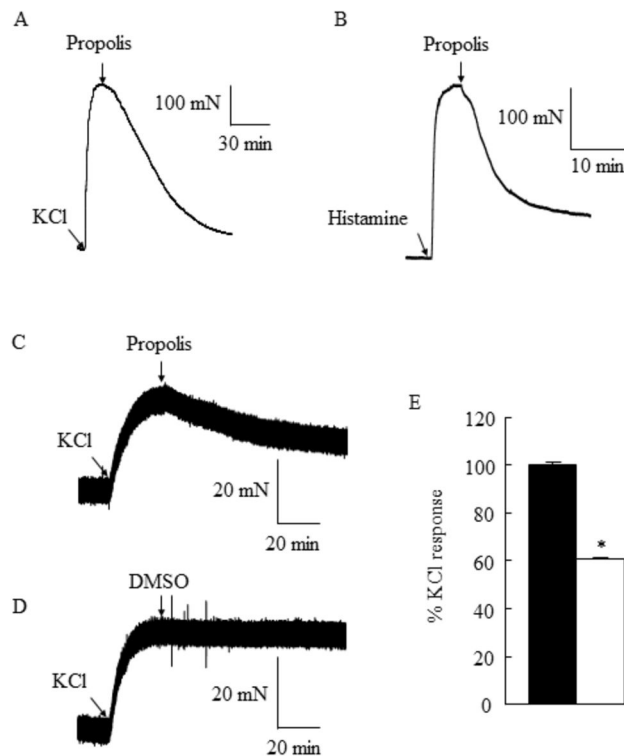 A
Propolis
100 mN
30 min
KCl
B
Propolis
100 mN
10 min
Histamine
C
Propolis
KCl
20 mN
20 min
D
DMSO
KCl
20 mN
20 min
E
% KCl response
120
100
80
60
40
20
0
*